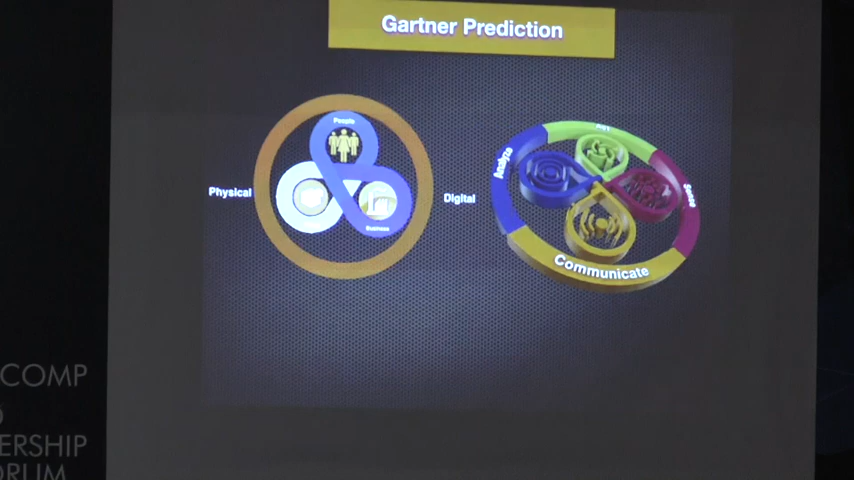 Gartner Prediction
People
Physical
Business
Digital
Analyze
Act
Sense
Communicate
COMP
ERSHIP
ORUM